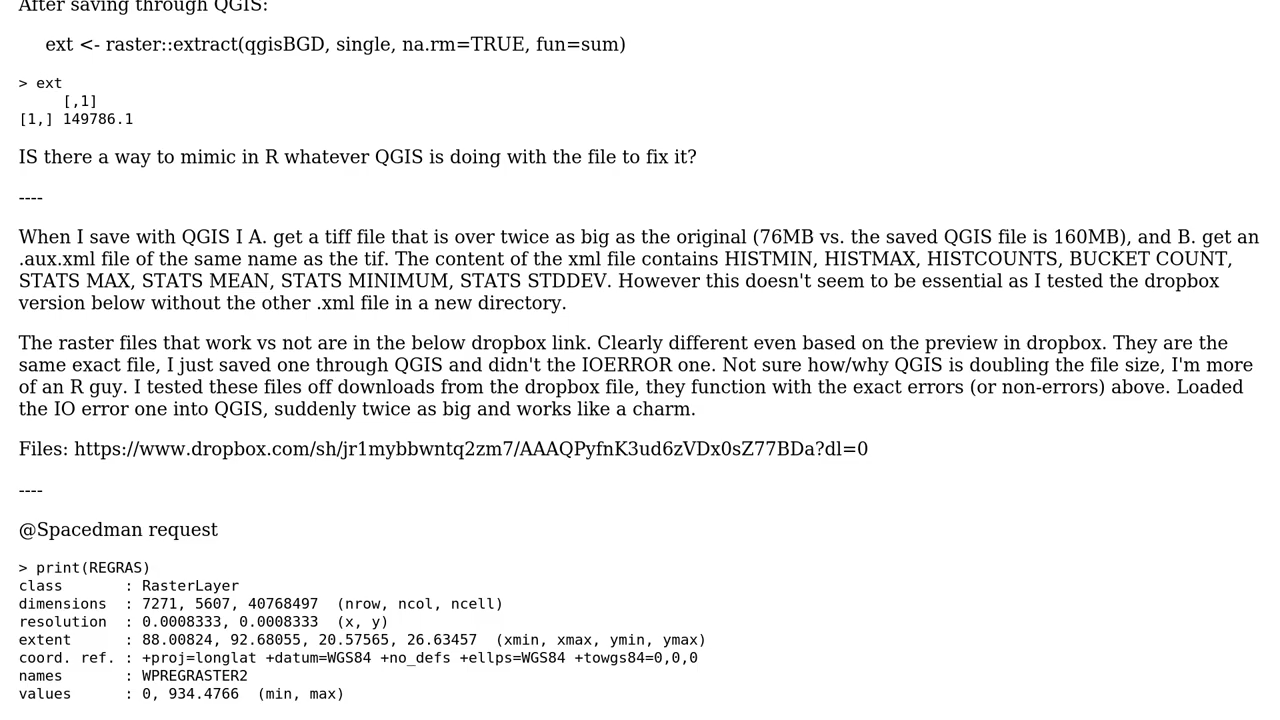 After saving through QGIS:
ext <- raster::extract(qgisBGD, single, na.rm=TRUE, fun=sum)
> ext
[,1]
[1,] 149786.1
IS there a way to mimic in R whatever QGIS is doing with the file to fix it?
----
When I save with QGIS I A. get a tiff file that is over twice as big as the original (76MB vs. the saved QGIS file is 160MB), and B. get an
.aux.xml file of the same name as the tif. The content of the xml file contains HISTMIN, HISTMAX, HISTCOUNTS, BUCKET COUNT,
STATS MAX, STATS MEAN, STATS MINIMUM, STATS STDDEV. However this doesn't seem to be essential as I tested the dropbox
version below without the other .xml file in a new directory.
The raster files that work vs not are in the below dropbox link. Clearly different even based on the preview in dropbox. They are the
same exact file, I just saved one through QGIS and didn't the IOERROR one. Not sure how/why QGIS is doubling the file size, I'm more
of an R guy. I tested these files off downloads from the dropbox file, they function with the exact errors (or non-errors) above. Loaded
the IO error one into QGIS, suddenly twice as big and works like a charm.
Files: https://www.dropbox.com/sh/jr1mybbwntq2zm7/AAAQPyfnK3ud6zVDx0sZ77BDa?dl=0
----
@Spacedman request
> print(REGRAS)
class       : RasterLayer
dimensions  : 7271, 5607, 40768497  (nrow, ncol, ncell)
resolution  : 0.0008333, 0.0008333  (x, y)
extent      : 88.00824, 92.68055, 20.57565, 26.63457  (xmin, xmax, ymin, ymax)
coord. ref. : +proj=longlat +datum=WGS84 +no_defs +ellps=WGS84 +towgs84=0,0,0
names       : WPREGRASTER2
values      : 0, 934.4766  (min, max)